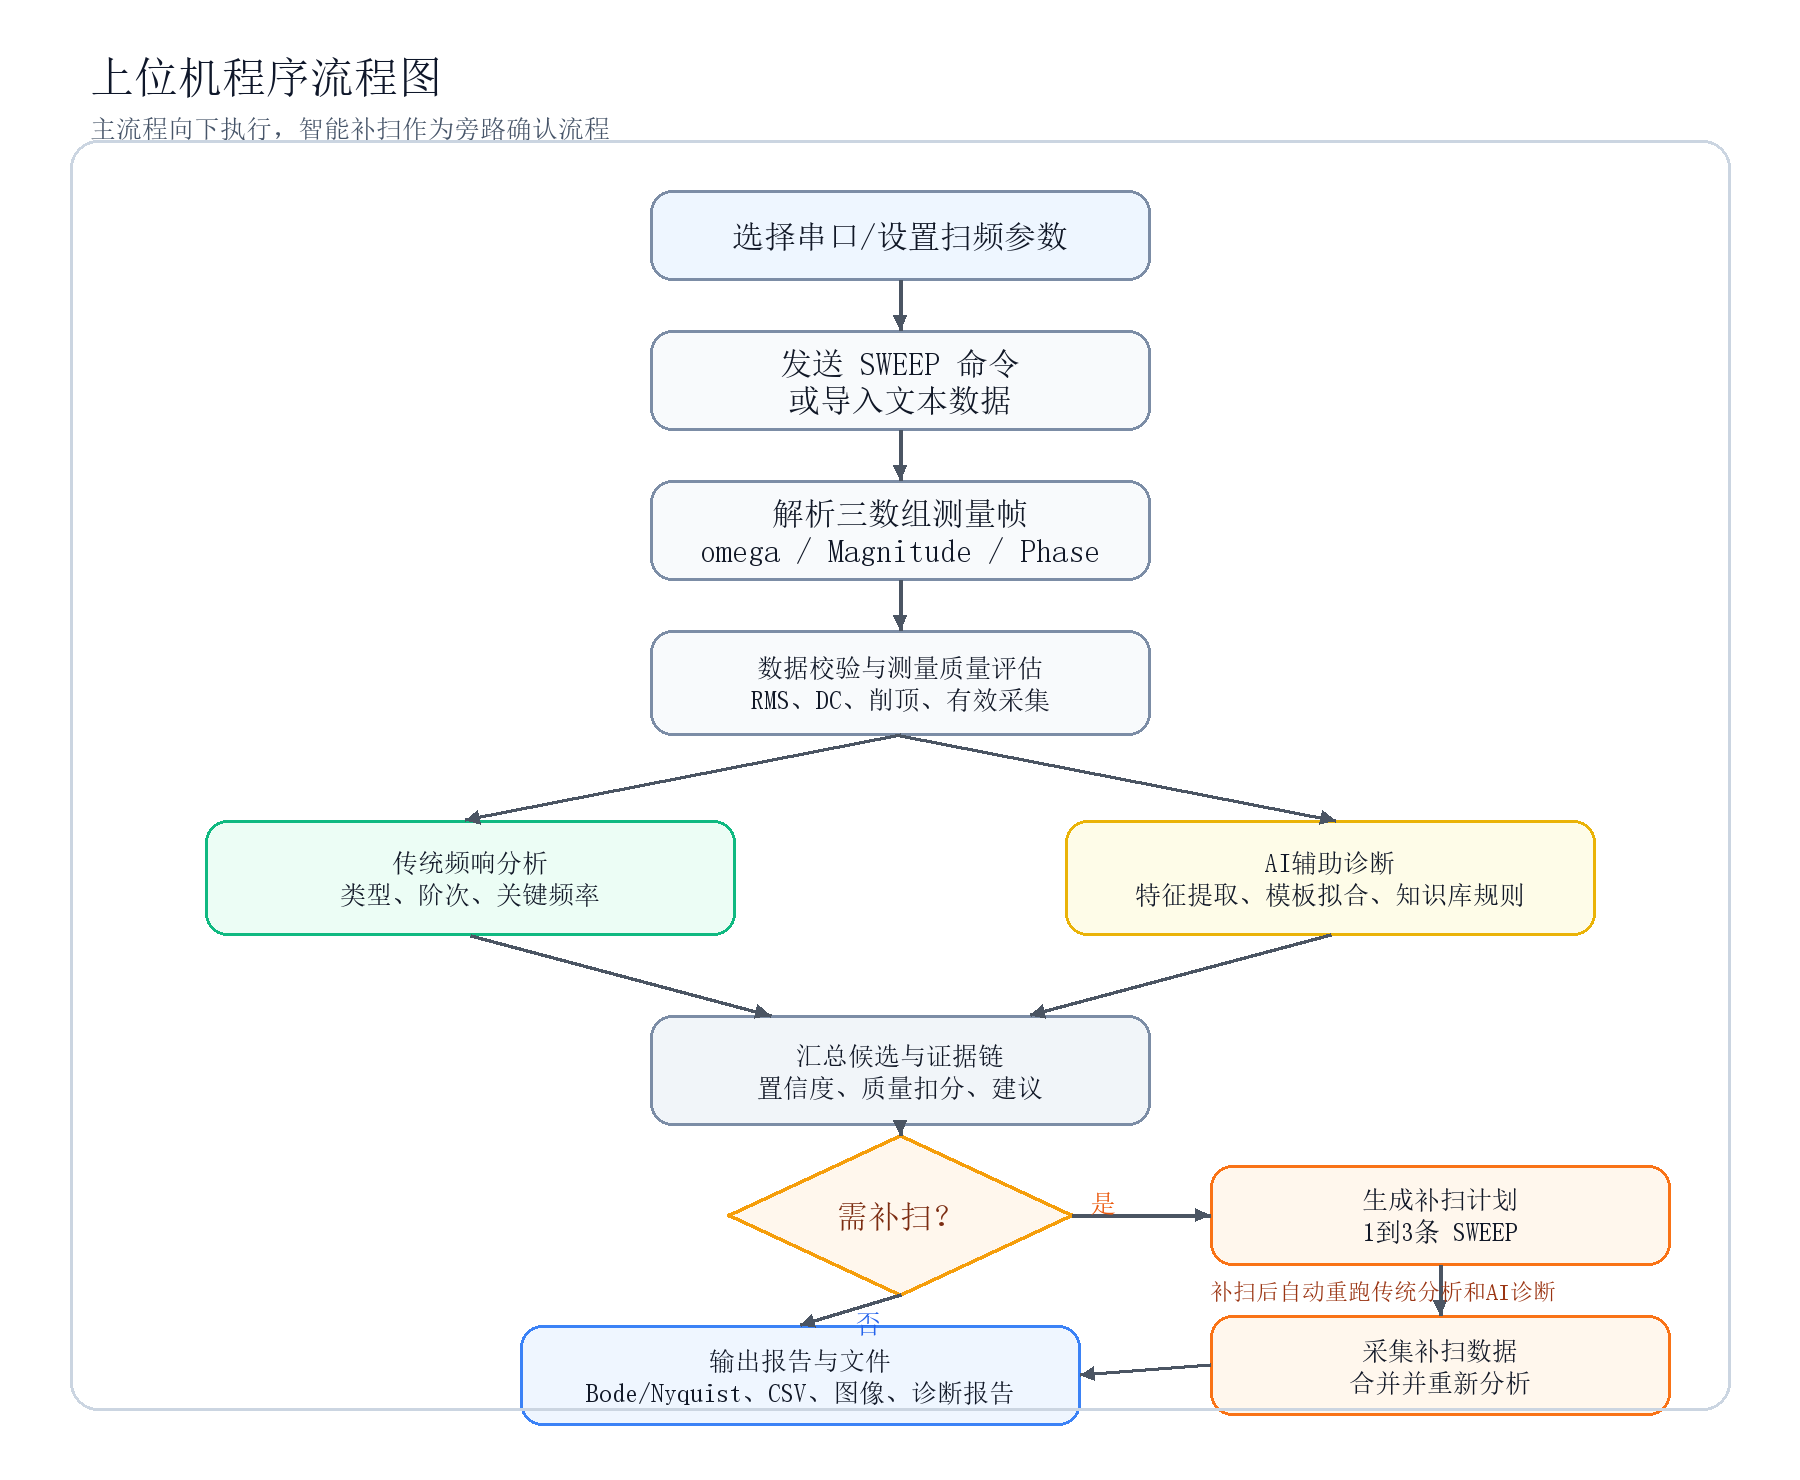 上位机程序流程图
主流程向下执行，智能补扫作为旁路确认流程
选择串口/设置扫频参数
发送 SWEEP 命令
或导入文本数据
解析三数组测量帧
omega / Magnitude / Phase
数据校验与测量质量评估
RMS、DC、削顶、有效采集
传统频响分析
类型、阶次、关键频率
AI辅助诊断
特征提取、模板拟合、知识库规则
汇总候选与证据链
置信度、质量扣分、建议
需补扫？
是
生成补扫计划
1到3条 SWEEP
补扫后自动重跑传统分析和AI诊断
否
输出报告与文件
Bode/Nyquist、CSV、图像、诊断报告
采集补扫数据
合并并重新分析